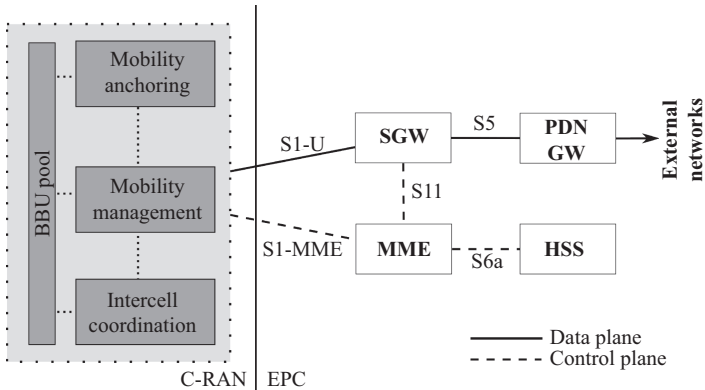 BBU pool
Mobility
anchoring
Mobility
management
Intercell
coordination
S1-U
S1-MME
SGW
S5
PDN
GW
External
networks
S11
MME
S6a
HSS
Data plane
Control plane
C-RAN
EPC